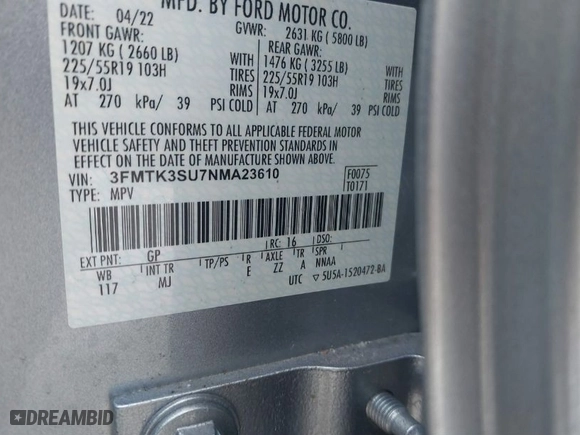 MFD. BY FORD MOTOR CO.
DATE: 04/22 GVWR: 2631 KG ( 5800 LB)
FRONT GAWR: REAR GAWR:
1207 KG ( 2660 LB) 1476 KG ( 3255 LB)
225/55R19 103H TIRES 225/55R19 103H
19x7.0J RIMS 19x7.0J
WITH WITH
TIRES
RIMS
AT 270 kPa/ 39 PSI COLD AT 270 kPa/ 39 PSI COLD
THIS VEHICLE CONFORMS TO ALL APPLICABLE FEDERAL MOTOR
VEHICLE SAFETY AND THEFT PREVENTION STANDARDS IN
EFFECT ON THE DATE OF MANUFACTURE SHOWN ABOVE.
VIN: 3FMTK3SU7NMA23610 F0075
TYPE: MPV T0171
EXT PNT: GP RC: 16 DSO:
WB INT TR TP/PS R AXLE TR SPR
117 MJ E ZZ A NNAA
UTC ▽ 5U5A-1520472-BA
DREAMBID